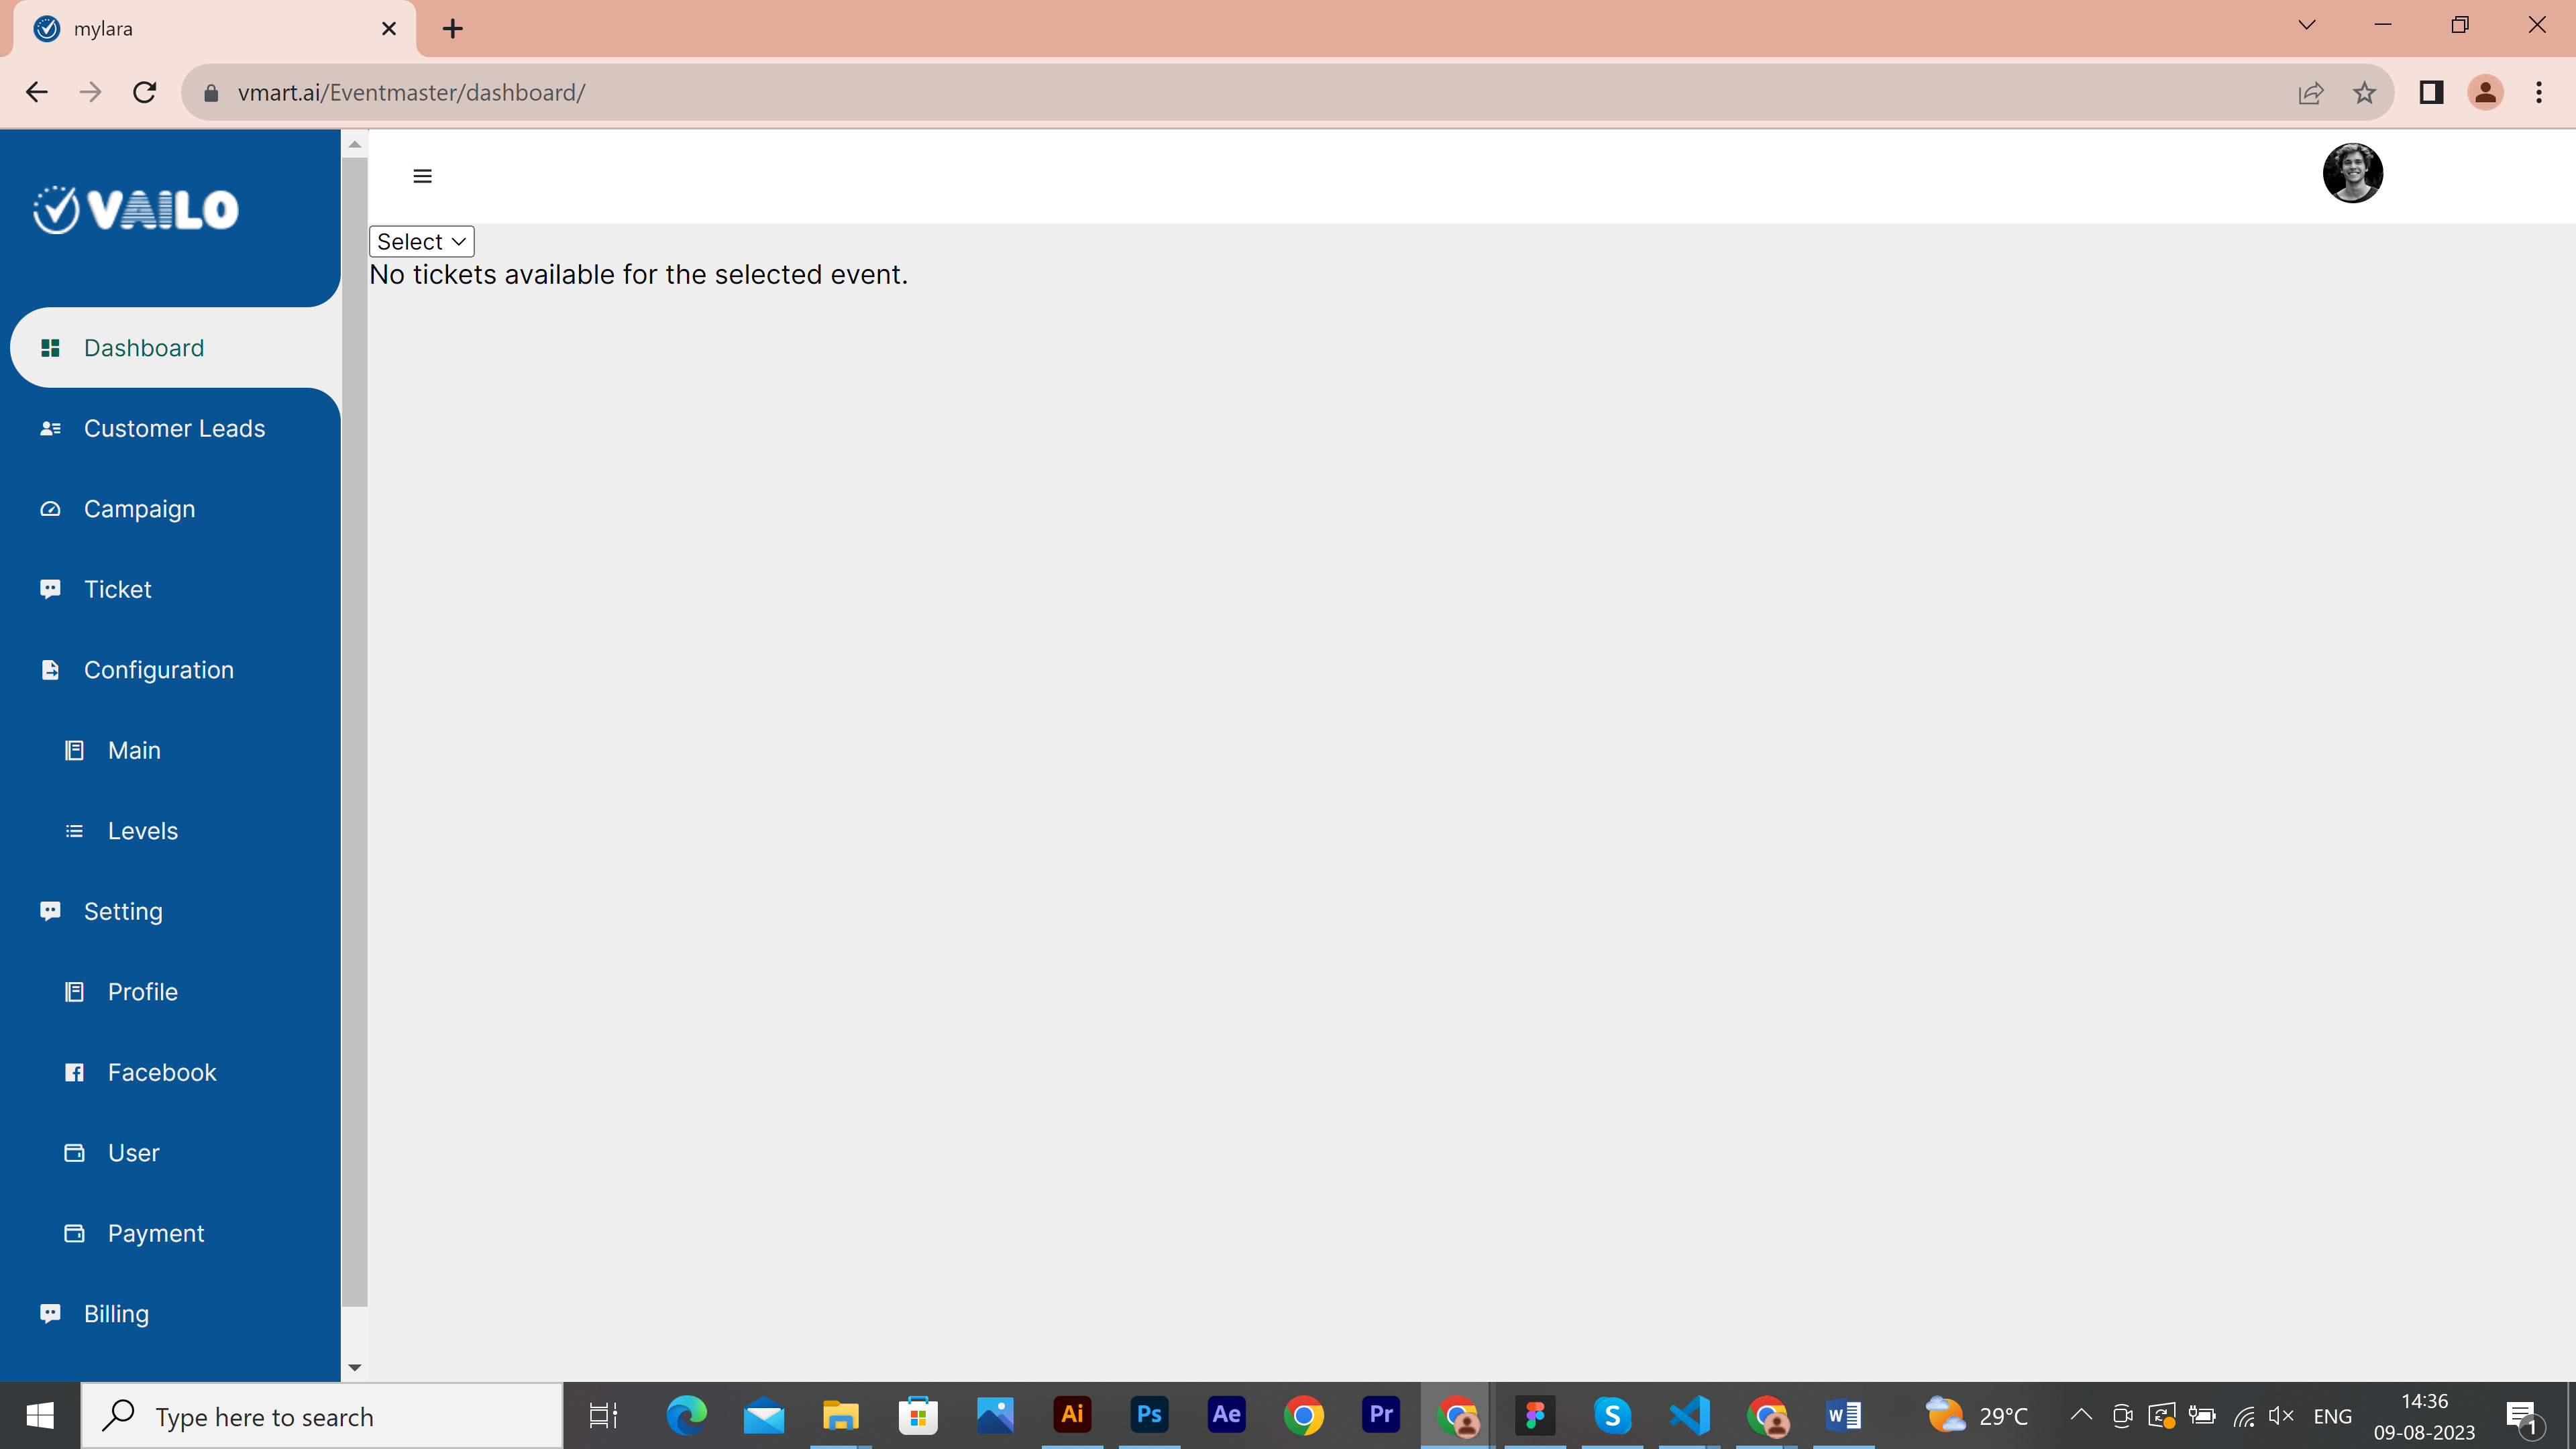 mylara
vmart.ai/Eventmaster/dashboard/
VAILO
Select
No tickets available for the selected event.
Dashboard
Customer Leads
Campaign
Ticket
Configuration
Main
Levels
Setting
Profile
Facebook
User
Payment
Billing
Type here to search
Ai
Ps
Ae
Pr
S
W
29°C
ENG
14:36
09-08-2023
1